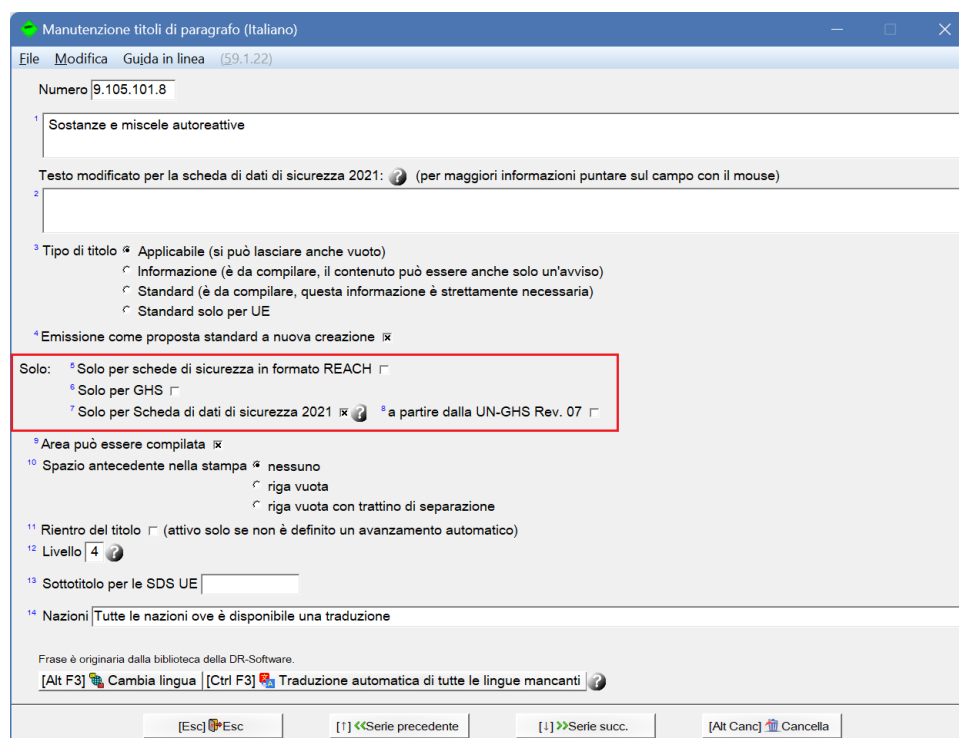 Manutenzione titoli di paragrafo (Italiano)
File Modifica Guida in linea (59.1.22)
Numero 9.105.101.8
1 Sostanze e miscele autoreattive
Testo modificato per la scheda di dati di sicurezza 2021: ? (per maggiori informazioni puntare sul campo con il mouse)
2
3 Tipo di titolo Applicabile (si può lasciare anche vuoto)
Informazione (è da compilare, il contenuto può essere anche solo un'avviso)
Standard (è da compilare, questa informazione è strettamente necessaria)
Standard solo per UE
4 Emissione come proposta standard a nuova creazione
Solo: 5 Solo per schede di sicurezza in formato REACH
6 Solo per GHS
7 Solo per Scheda di dati di sicurezza 2021 ? 8 a partire dalla UN-GHS Rev. 07
9 Area può essere compilata
10 Spazio antecedente nella stampa nessuno
riga vuota
riga vuota con trattino di separazione
11 Rientro del titolo (attivo solo se non è definito un avanzamento automatico)
12 Livello 4 ?
13 Sottotitolo per le SDS UE
14 Nazioni Tutte le nazioni ove è disponibile una traduzione
Frase è originaria dalla biblioteca della DR-Software.
[Alt F3] Cambia lingua [Ctrl F3] Traduzione automatica di tutte le lingue mancanti ?
[Esc] Esc [↑] <<Serie precedente [↓] >>Serie succ. [Alt Canc] Cancella